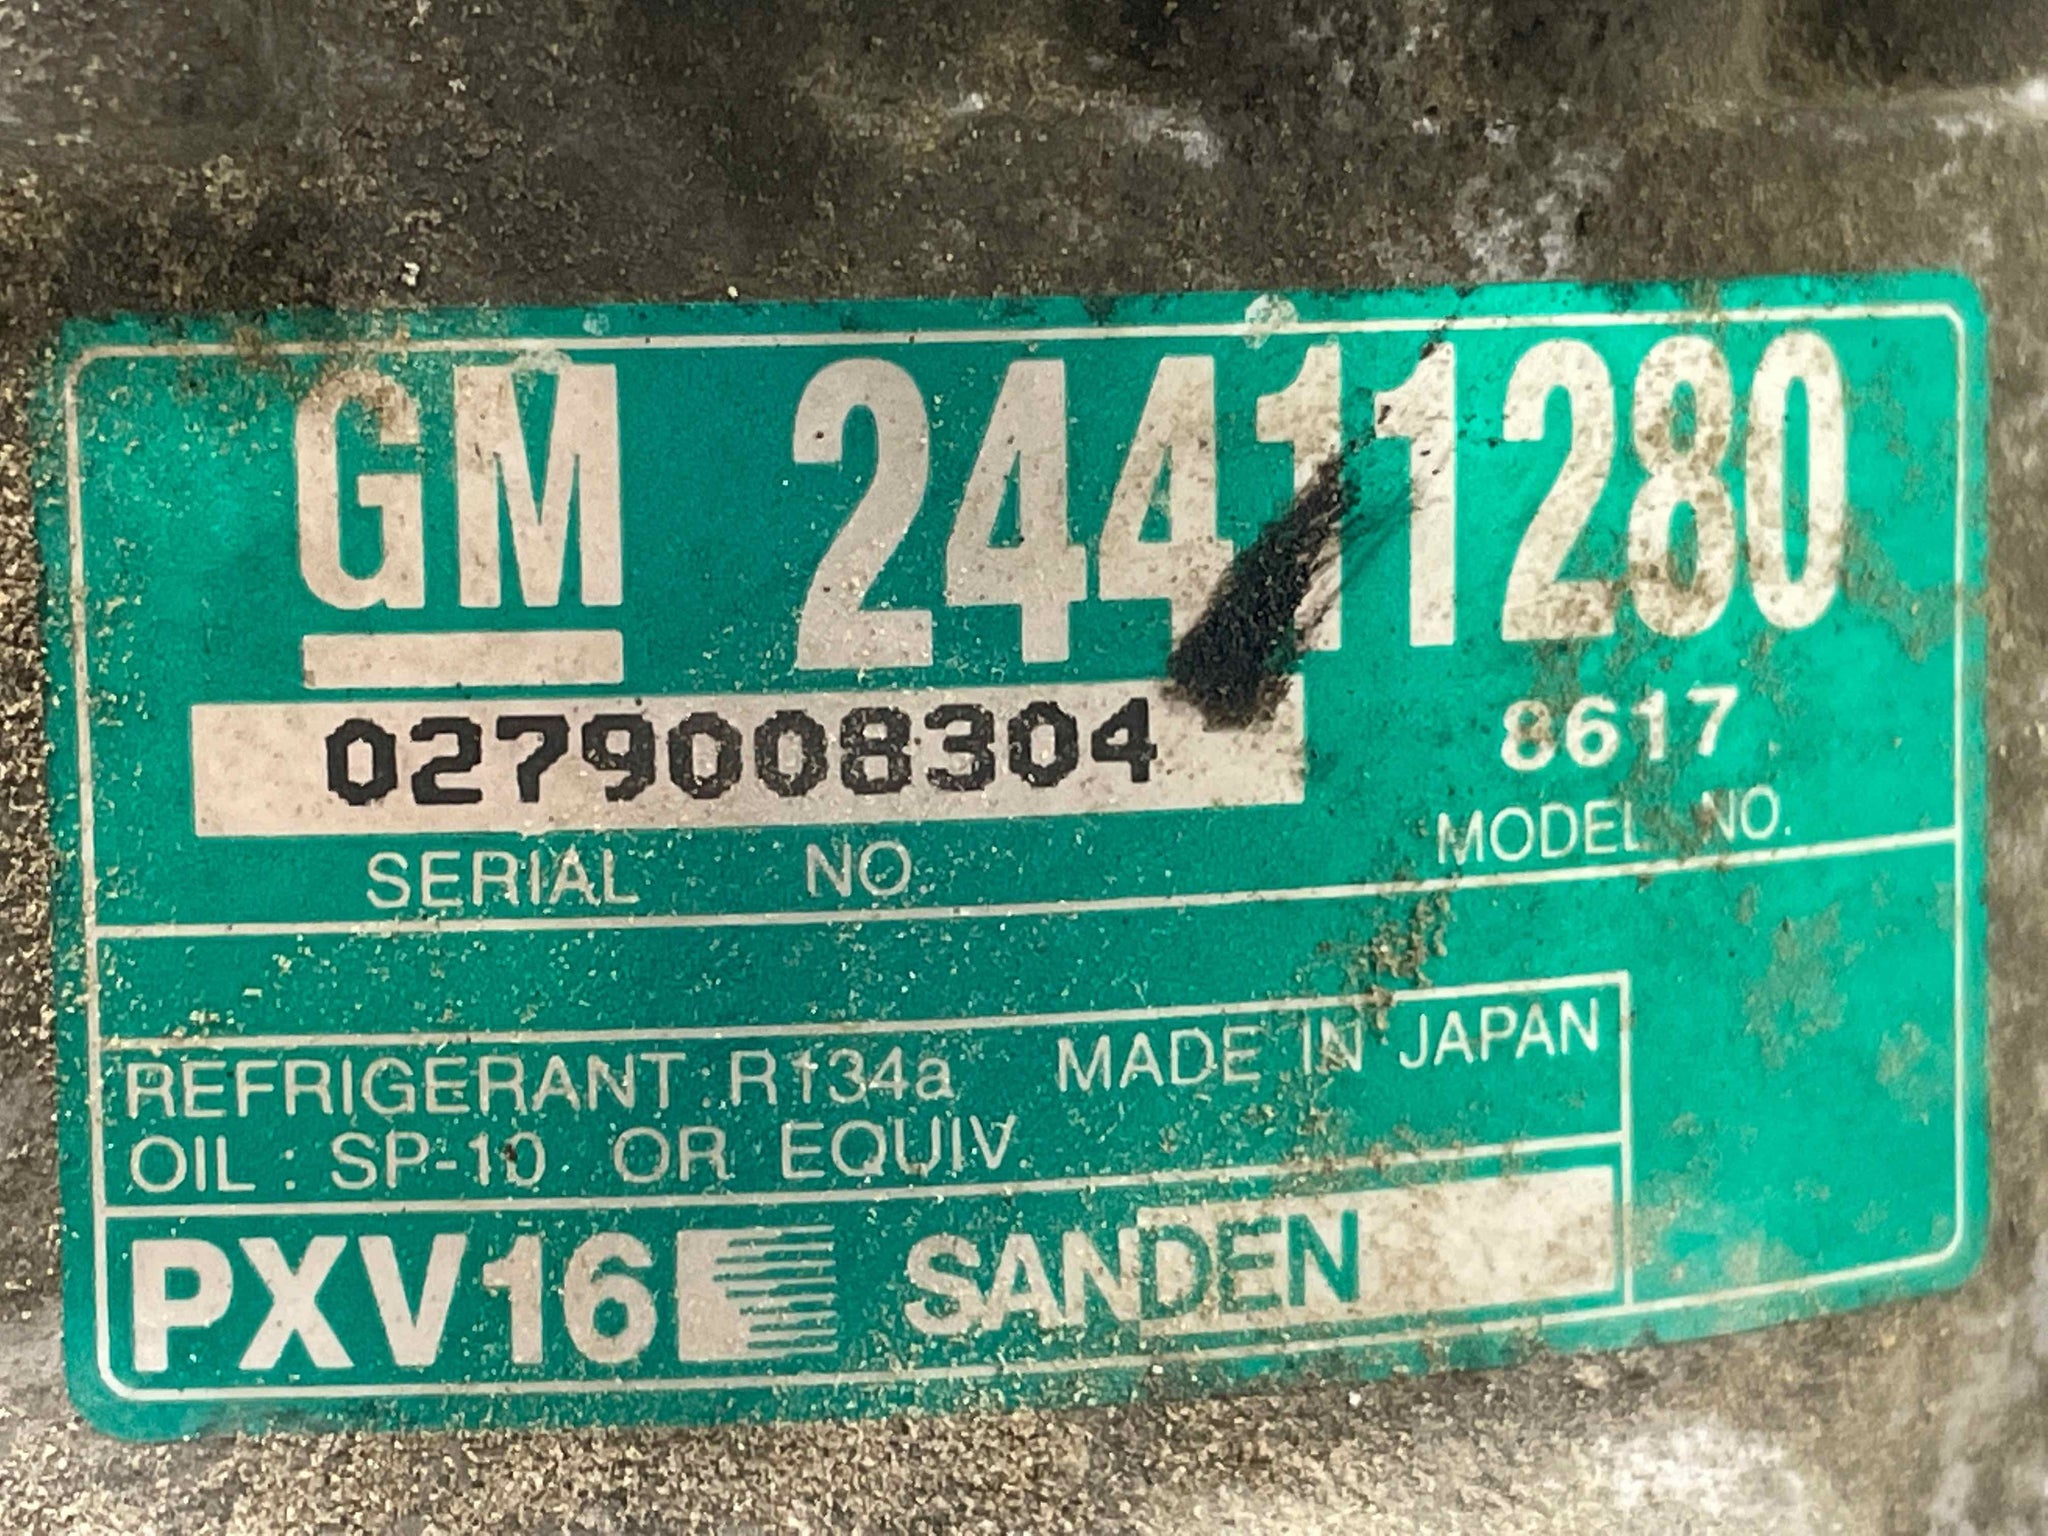 GM 24411280
0279008304 8617
SERIAL NO. MODEL NO.
REFRIGERANT : R134a MADE IN JAPAN
OIL : SP-10 OR EQUIV.
PXV16 SANDEN